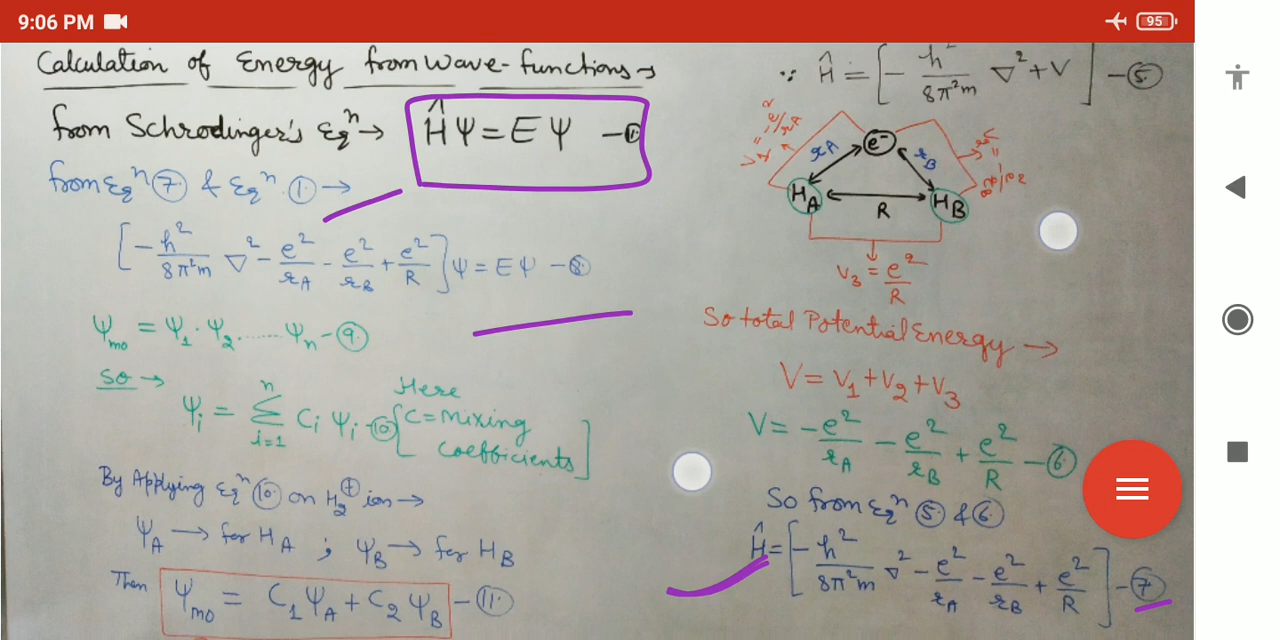 9:06 PM
95
Calculation of Energy from wave-functions→
from Schrodinger's Eqⁿ→ ĤΨ=EΨ —①
from Eqⁿ ⑦ & Eqⁿ ①→
[-h²/8π²m ∇² - e²/rA - e²/rB + e²/R]Ψ = EΨ —⑧
Ψmo = Ψ1·Ψ2.......Ψn—⑨
so→
Ψi = Σ(i=1 to n) Ci Ψi —⑩ [Here C=Mixing Coefficients]
By Applying Eqⁿ ⑩ on H2⊕ ion→
ΨA → for HA ; ΨB → for HB
Then Ψmo = C1ΨA + C2ΨB —⑪
∵ Ĥ = [-h²/8π²m ∇² + V] —⑤
e⁻
rA
rB
HA
R
HB
V3 = e²/R
So total Potential Energy →
V = V1 + V2 + V3
V = -e²/rA - e²/rB + e²/R —⑥
So from Eqⁿ ⑤ & ⑥
Ĥ = [-h²/8π²m ∇² - e²/rA - e²/rB + e²/R] —⑦